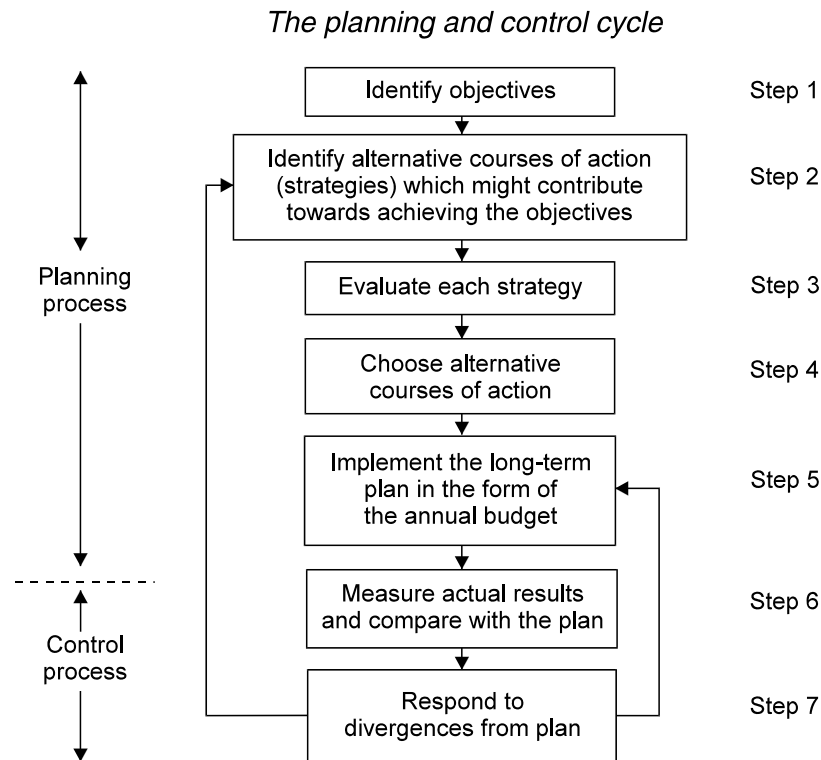 The planning and control cycle
Identify objectives
Step 1
Identify alternative courses of action
(strategies) which might contribute
towards achieving the objectives
Step 2
Planning
process
Evaluate each strategy
Step 3
Choose alternative
courses of action
Step 4
Implement the long-term
plan in the form of
the annual budget
Step 5
Measure actual results
and compare with the plan
Step 6
Control
process
Respond to
divergences from plan
Step 7